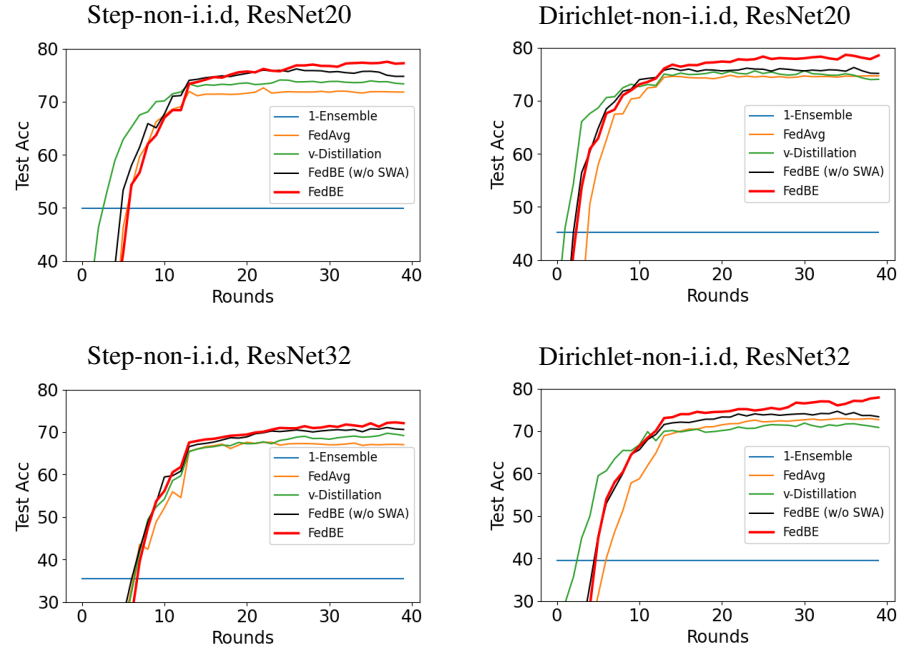 Step-non-i.i.d, ResNet20
80
70
60
50
40
Test Acc
1-Ensemble
FedAvg
v-Distillation
FedBE (w/o SWA)
FedBE
0
10
20
30
40
Rounds
Dirichlet-non-i.i.d, ResNet20
80
70
60
50
40
Test Acc
1-Ensemble
FedAvg
v-Distillation
FedBE (w/o SWA)
FedBE
0
10
20
30
40
Rounds
Step-non-i.i.d, ResNet32
80
70
60
50
40
30
Test Acc
1-Ensemble
FedAvg
v-Distillation
FedBE (w/o SWA)
FedBE
0
10
20
30
40
Rounds
Dirichlet-non-i.i.d, ResNet32
80
70
60
50
40
30
Test Acc
1-Ensemble
FedAvg
v-Distillation
FedBE (w/o SWA)
FedBE
0
10
20
30
40
Rounds